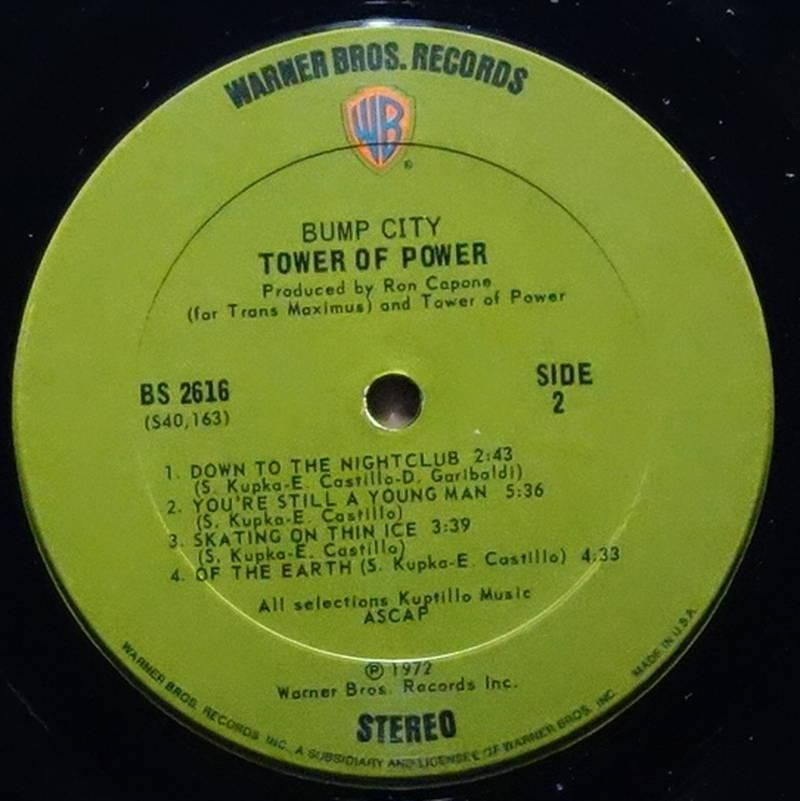 WARNER BROS. RECORDS
WB
®
BUMP CITY
TOWER OF POWER
Produced by Ron Capone
(for Trans Maximus) and Tower of Power
BS 2616
(S40,163)
SIDE
2
1. DOWN TO THE NIGHTCLUB 2:43
(S. Kupka-E. Castillo-D. Garibaldi)
2. YOU'RE STILL A YOUNG MAN 5:36
(S. Kupka-E. Castillo)
3. SKATING ON THIN ICE 3:39
(S. Kupka-E. Castillo)
4. OF THE EARTH (S. Kupka-E. Castillo) 4:33
All selections Kuptillo Music
ASCAP
℗ 1972
Warner Bros. Records Inc.
STEREO
WARNER BROS. RECORDS INC., A SUBSIDIARY AND LICENSEE OF WARNER BROS. INC. MADE IN U.S.A.